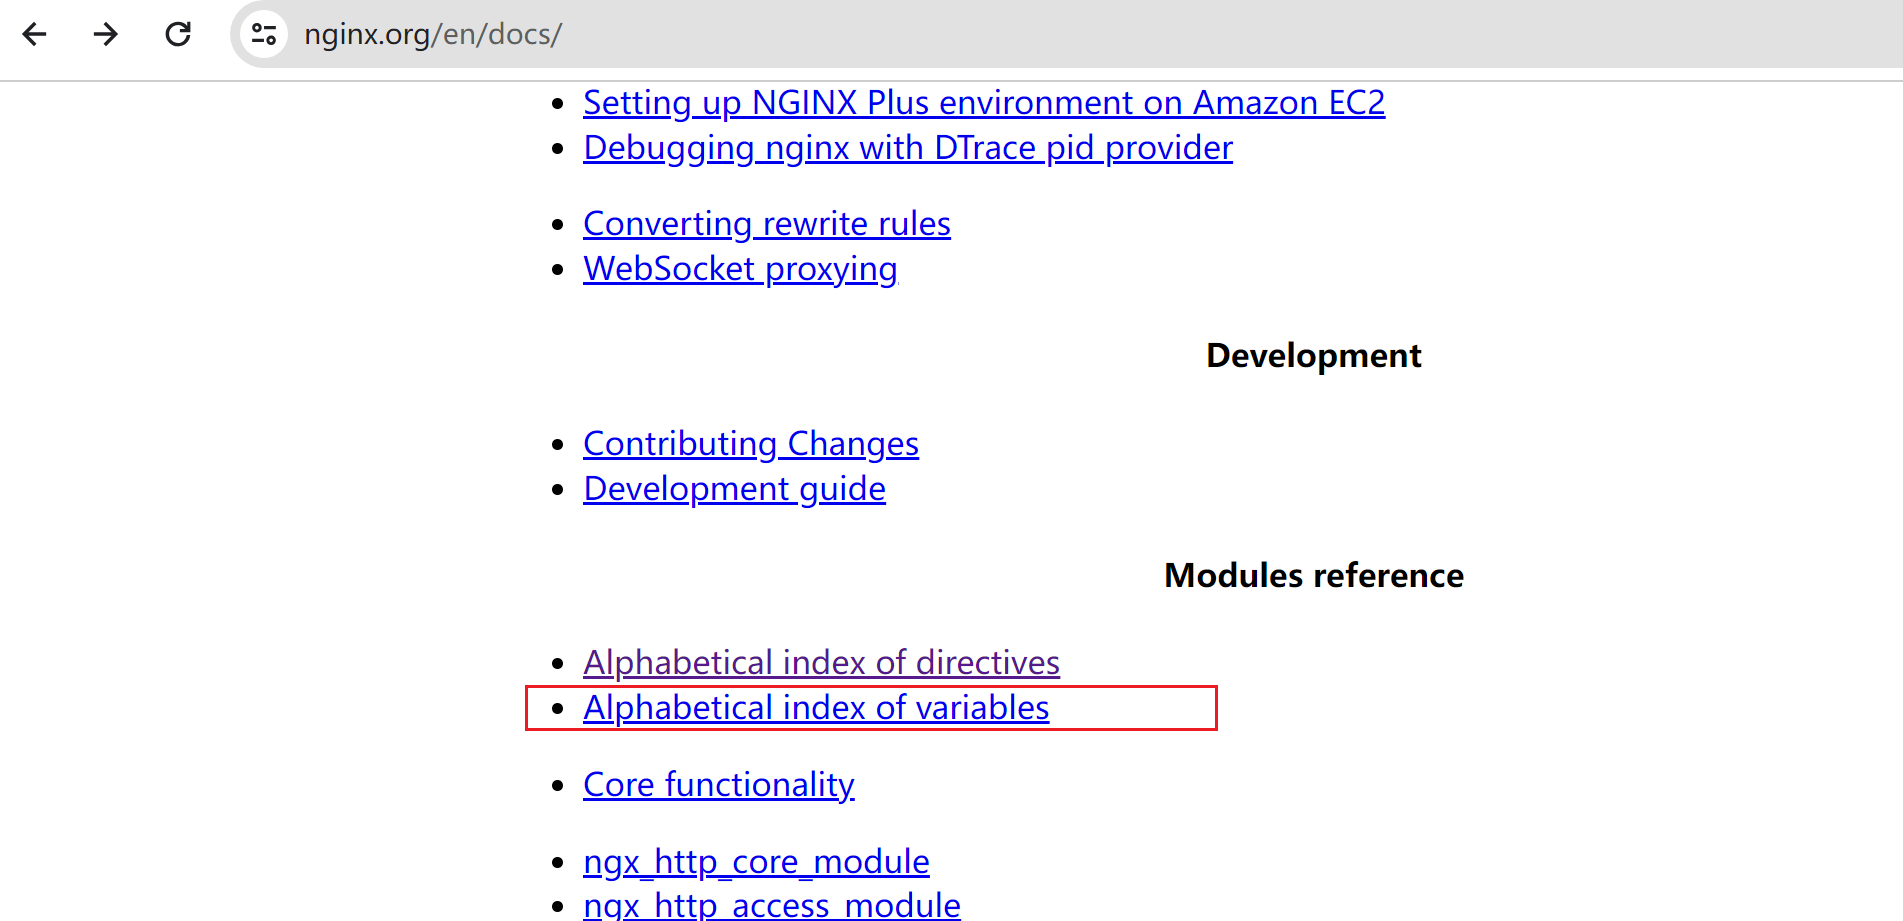 nginx.org/en/docs/
Setting up NGINX Plus environment on Amazon EC2
Debugging nginx with DTrace pid provider
Converting rewrite rules
WebSocket proxying
Development
Contributing Changes
Development guide
Modules reference
Alphabetical index of directives
Alphabetical index of variables
Core functionality
ngx_http_core_module
ngx_http_access_module